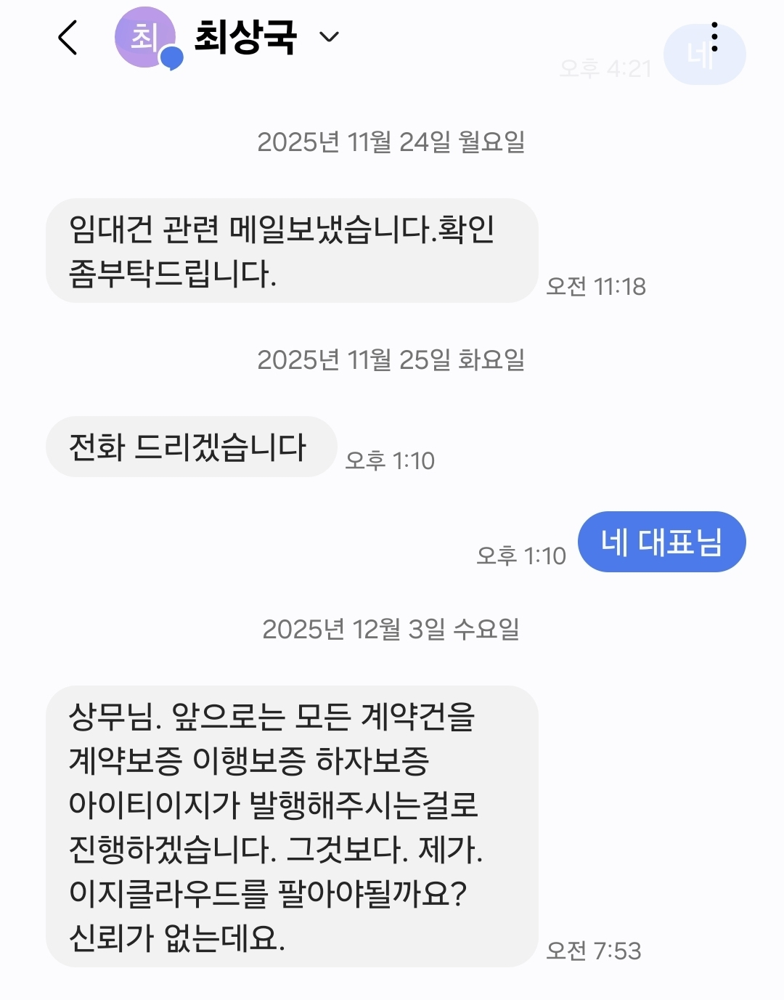 최
최상국
오후 4:21
네
2025년 11월 24일 월요일
임대건 관련 메일보냈습니다.확인
좀부탁드립니다.
오전 11:18
2025년 11월 25일 화요일
전화 드리겠습니다
오후 1:10
네 대표님
오후 1:10
2025년 12월 3일 수요일
상무님. 앞으로는 모든 계약건을
계약보증 이행보증 하자보증
아이티이지가 발행해주시는걸로
진행하겠습니다. 그것보다. 제가.
이지클라우드를 팔아야될까요?
신뢰가 없는데요.
오전 7:53